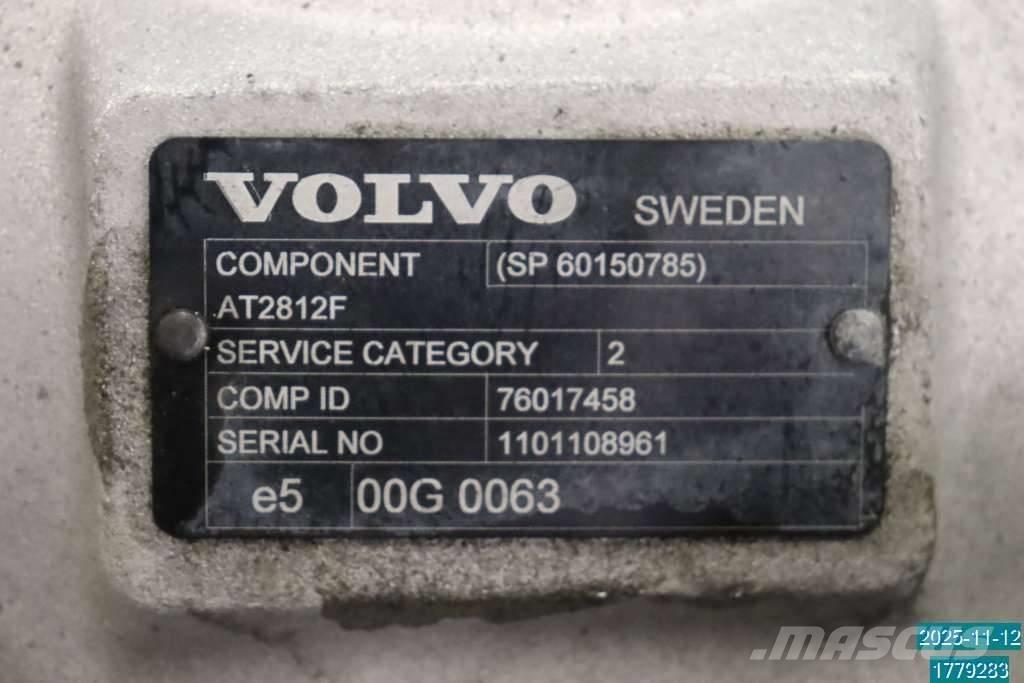 VOLVO SWEDEN
COMPONENT (SP 60150785)
AT2812F
SERVICE CATEGORY 2
COMP ID 76017458
SERIAL NO 1101108961
e5 00G 0063
MASCUS
2025-11-12
1779283